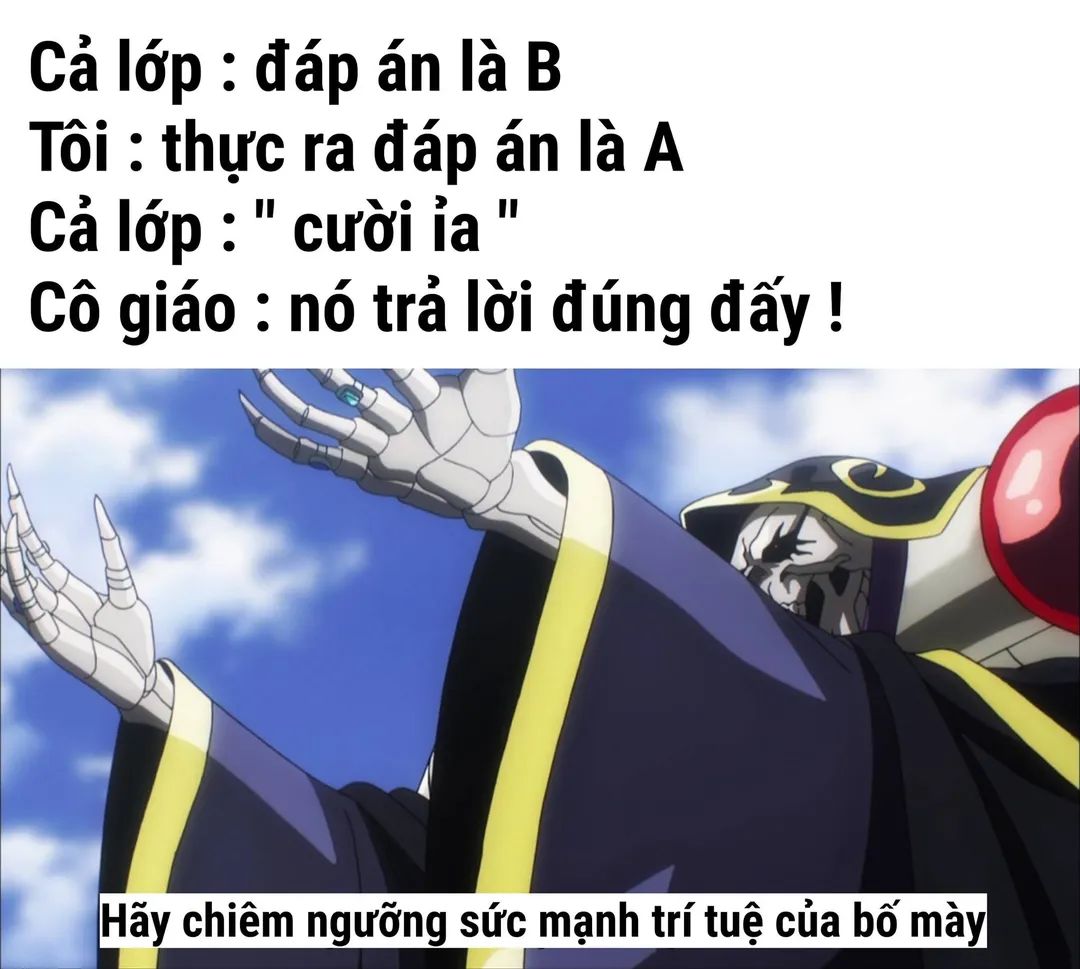 Cả lớp : đáp án là B
Tôi : thực ra đáp án là A
Cả lớp : " cười ỉa "
Cô giáo : nó trả lời đúng đấy !
Hãy chiêm ngưỡng sức mạnh trí tuệ của bố mày